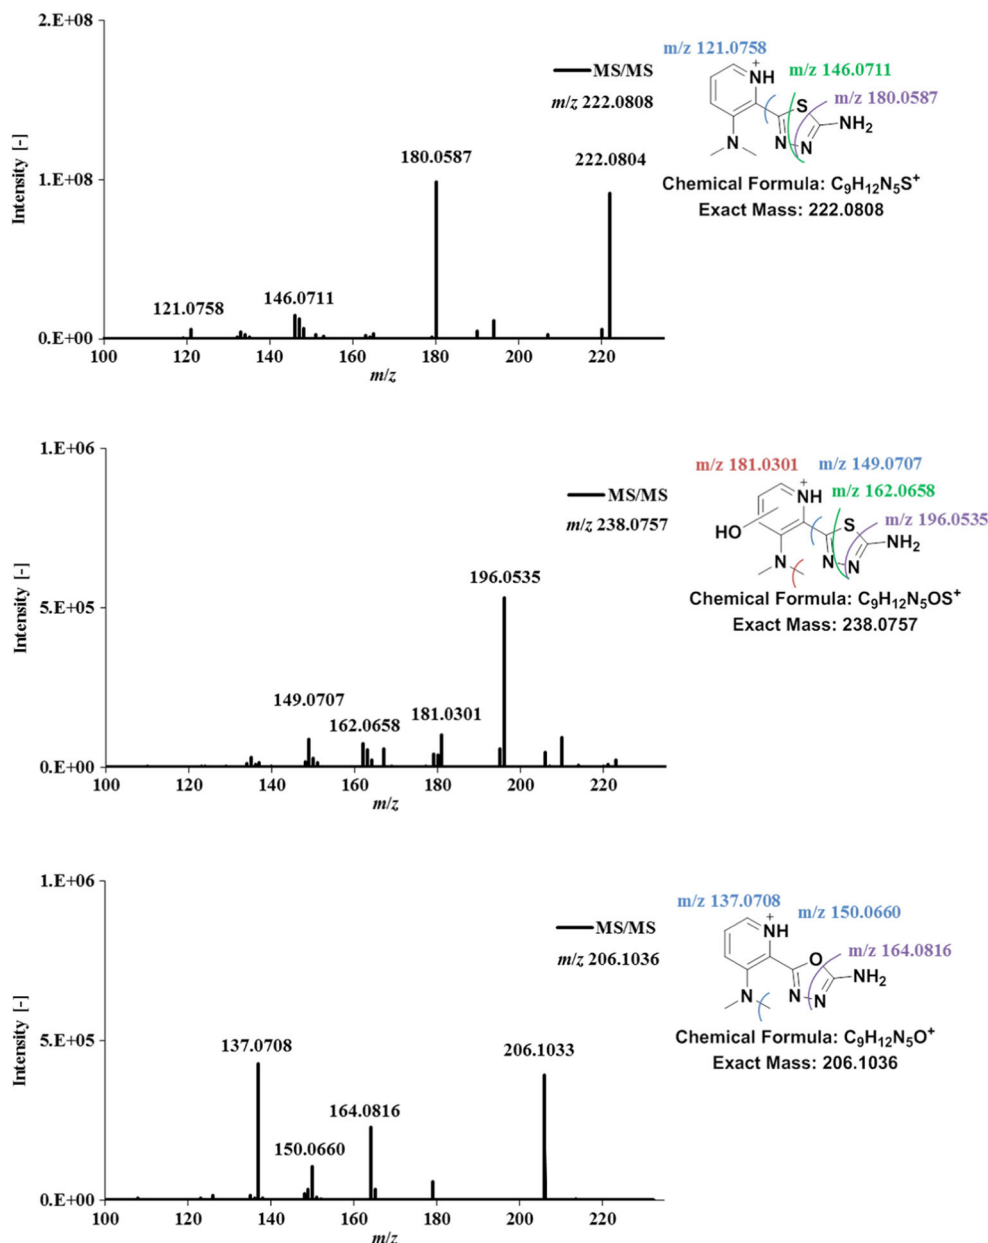 2.E+08
1.E+08
0.E+00
Intensity [-]
100
120
140
160
180
200
220
m/z
121.0758
146.0711
180.0587
222.0804
MS/MS
m/z 222.0808
m/z 121.0758
m/z 146.0711
m/z 180.0587
+
NH
S
NH₂
N
N
N
Chemical Formula: C₉H₁₂N₅S⁺
Exact Mass: 222.0808
1.E+06
5.E+05
0.E+00
Intensity [-]
100
120
140
160
180
200
220
m/z
149.0707
162.0658
181.0301
196.0535
MS/MS
m/z 238.0757
m/z 181.0301
m/z 149.0707
m/z 162.0658
m/z 196.0535
+
NH
HO
S
NH₂
N
N
N
Chemical Formula: C₉H₁₂N₅OS⁺
Exact Mass: 238.0757
1.E+06
5.E+05
0.E+00
Intensity [-]
100
120
140
160
180
200
220
m/z
137.0708
150.0660
164.0816
206.1033
MS/MS
m/z 206.1036
m/z 137.0708
m/z 150.0660
m/z 164.0816
+
NH
O
NH₂
N
N
N
Chemical Formula: C₉H₁₂N₅O⁺
Exact Mass: 206.1036